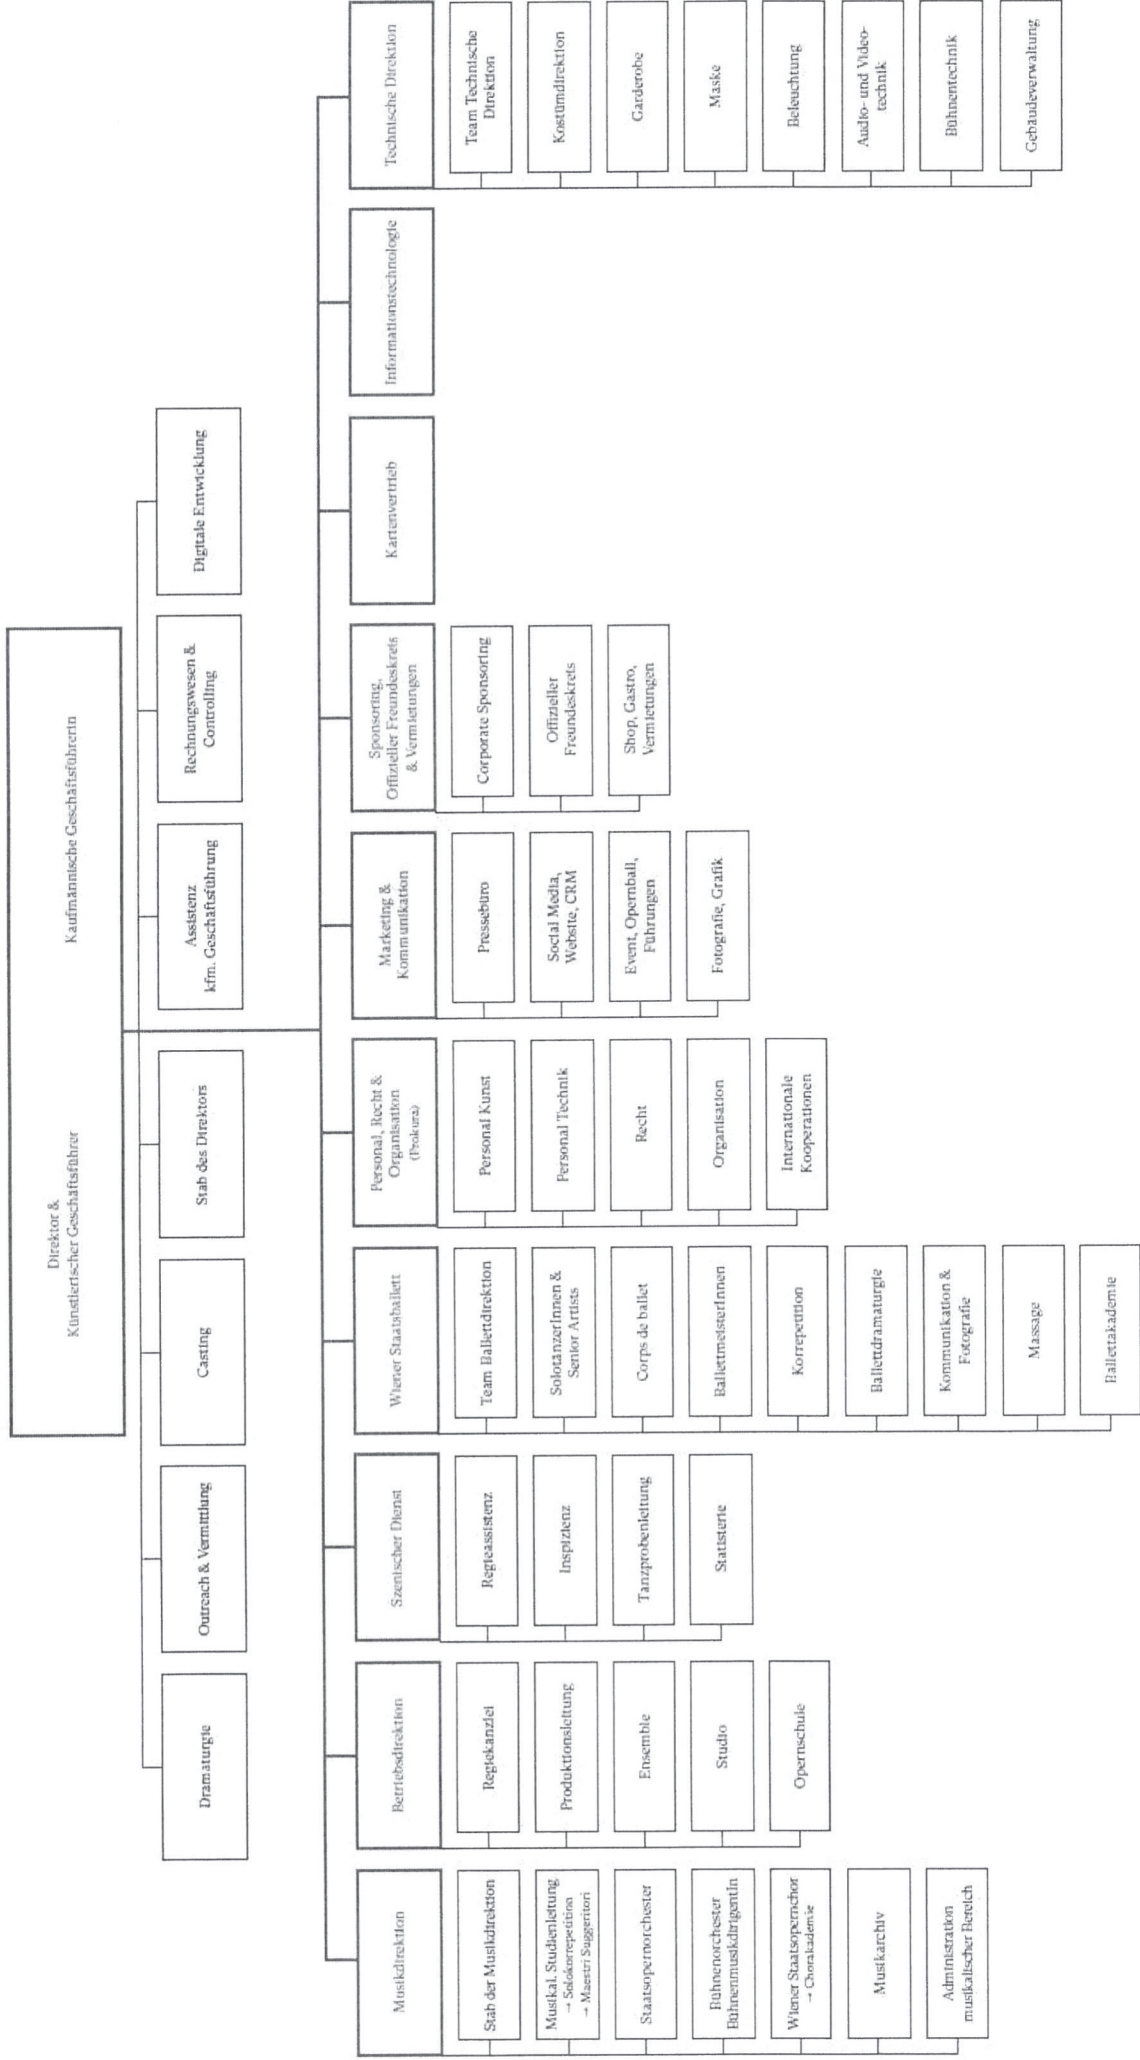 Direktor &
Künstlerischer Geschäftsführer
Kaufmännische Geschäftsführerin
Dramaturgie
Outreach & Vermittlung
Casting
Stab des Direktors
Assistenz
kfm. Geschäftsführung
Rechnungswesen &
Controlling
Digitale Entwicklung
Musikdirektion
Stab der Musikdirektion
Musikal. Studienleitung
→ Solokorrepetition
→ Maestri Suggeritori
Staatsopernorchester
Bühnenorchester
BühnenmusikdirigentIn
Wiener Staatsopernchor
→ Chorakademie
Musikarchiv
Administration
musikalischer Bereich
Betriebsdirektion
Regiekanzlei
Produktionsleitung
Ensemble
Studio
Opernschule
Szenischer Dienst
Regieassistenz
Inspizienz
Tanzprobenleitung
Statisterie
Wiener Staatsballett
Team Ballettdirektion
SolotänzerInnen &
Senior Artists
Corps de ballet
BallettmeisterInnen
Korrepetition
Ballettdramaturgie
Kommunikation &
Fotografie
Massage
Ballettakademie
Personal, Recht &
Organisation
(Prokura)
Personal Kunst
Personal Technik
Recht
Organisation
Internationale
Kooperationen
Marketing &
Kommunikation
Pressebüro
Social Media,
Website, CRM
Event, Opernball,
Führungen
Fotografie, Grafik
Sponsoring,
Offizieller Freundeskreis
& Vermietungen
Corporate Sponsoring
Offizieller
Freundeskreis
Shop, Gastro,
Vermietungen
Kartenvertrieb
Informationstechnologie
Technische Direktion
Team Technische
Direktion
Kostümdirektion
Garderobe
Maske
Beleuchtung
Audio- und Video-
technik
Bühnentechnik
Gebäudeverwaltung